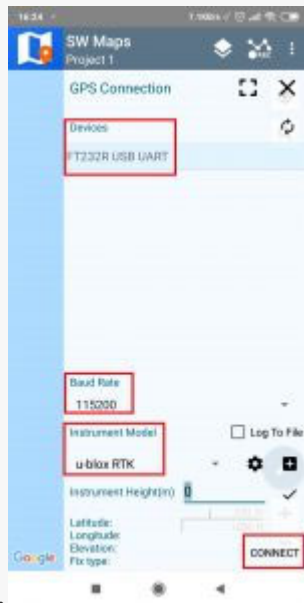 16:24
SW Maps
Project 1
GPS Connection
Devices
FT232R USB UART
Baud Rate
115200
Instrument Model
Log To File
u-blox RTK
Instrument Height(m) 0
Latitude:
Longitude:
Elevation:
Fix type:
CONNECT
Google